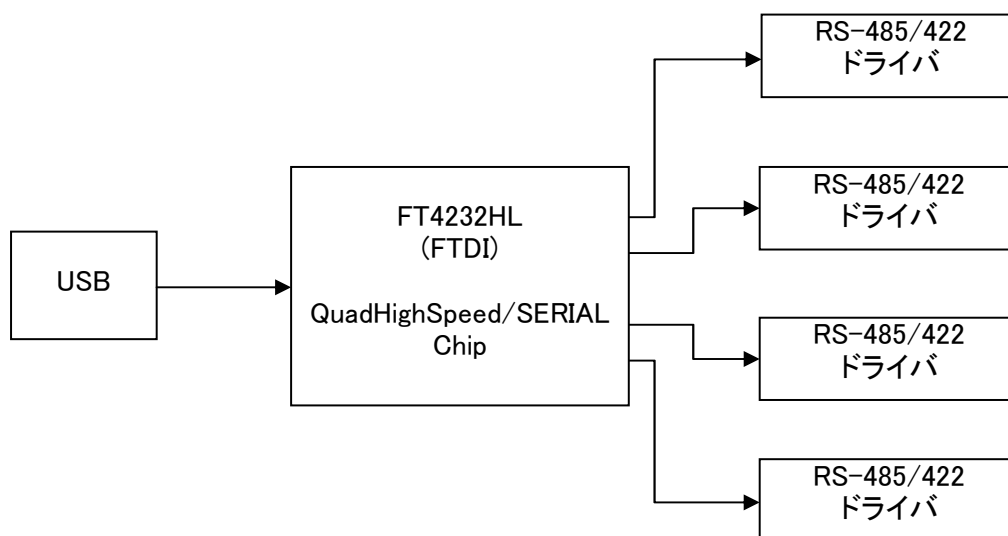 RS-485/422
ドライバ
RS-485/422
ドライバ
FT4232HL
(FTDI)
QuadHighSpeed/SERIAL
Chip
USB
RS-485/422
ドライバ
RS-485/422
ドライバ